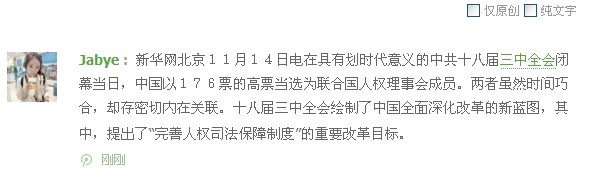 仅原创 纯文字
Jabye： 新华网北京１１月１４日电在具有划时代意义的中共十八届三中全会闭
幕当日，中国以１７６票的高票当选为联合国人权理事会成员。两者虽然时间巧
合，却存密切内在关联。十八届三中全会绘制了中国全面深化改革的新蓝图，其
中，提出了“完善人权司法保障制度”的重要改革目标。
刚刚